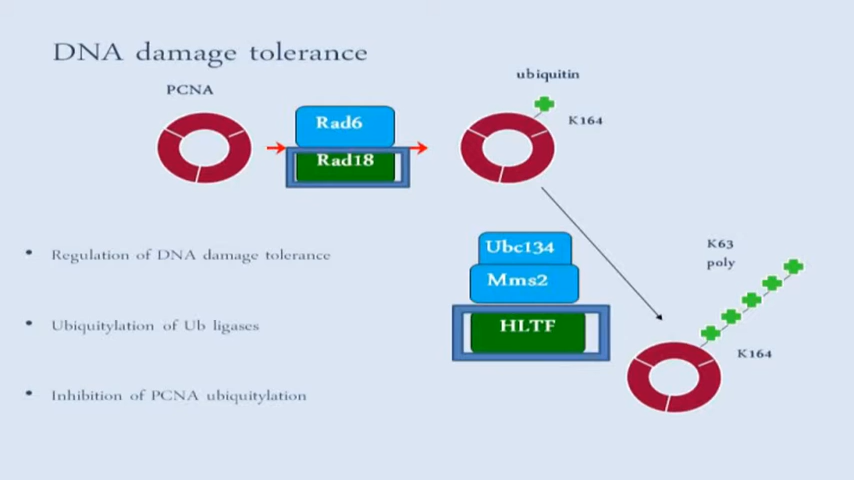 DNA damage tolerance
PCNA
Rad6
Rad18
ubiquitin
K164
Regulation of DNA damage tolerance
Ubiquitylation of Ub ligases
Inhibition of PCNA ubiquitylation
Ubc134
Mms2
HLTF
K63
poly
K164